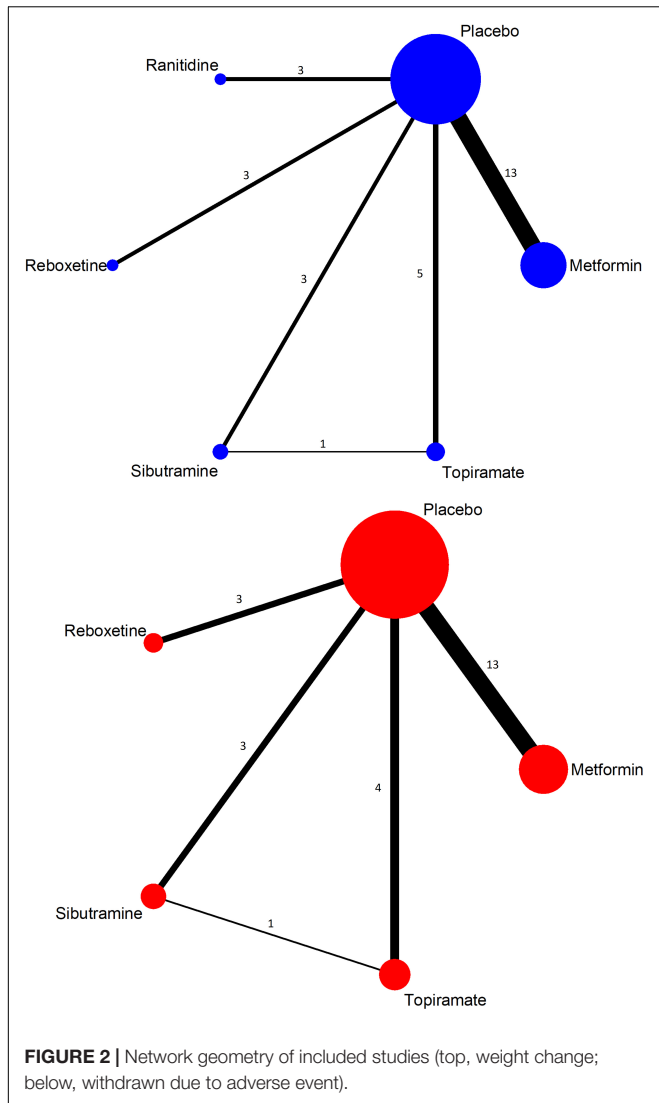 Placebo
Ranitidine
3
13
Reboxetine
3
3
5
Metformin
1
Sibutramine
Topiramate
Placebo
3
Reboxetine
13
3
4
Metformin
Sibutramine
1
Topiramate
FIGURE 2 | Network geometry of included studies (top, weight change;
below, withdrawn due to adverse event).